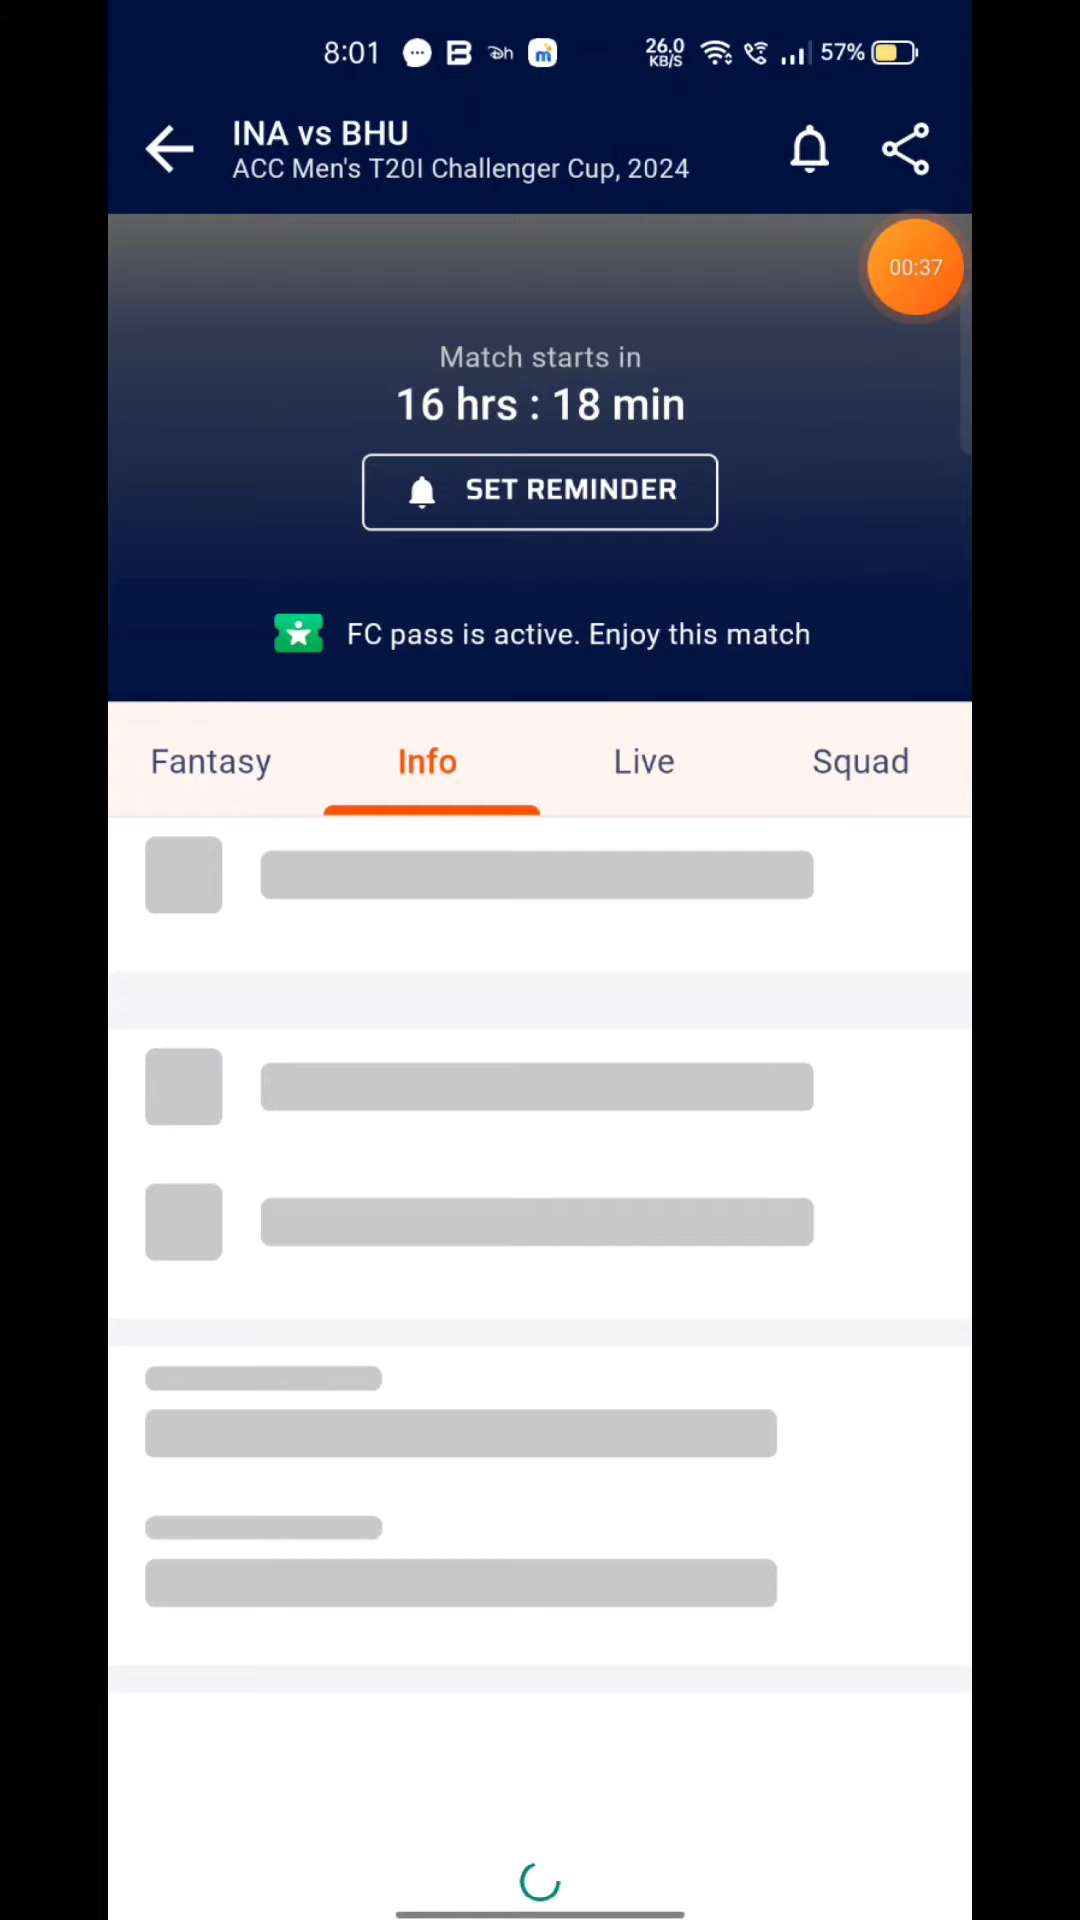 8:01
26.0
KB/S
57%
INA vs BHU
ACC Men's T20I Challenger Cup, 2024
00:37
Match starts in
16 hrs : 18 min
SET REMINDER
FC pass is active. Enjoy this match
Fantasy Info Live Squad